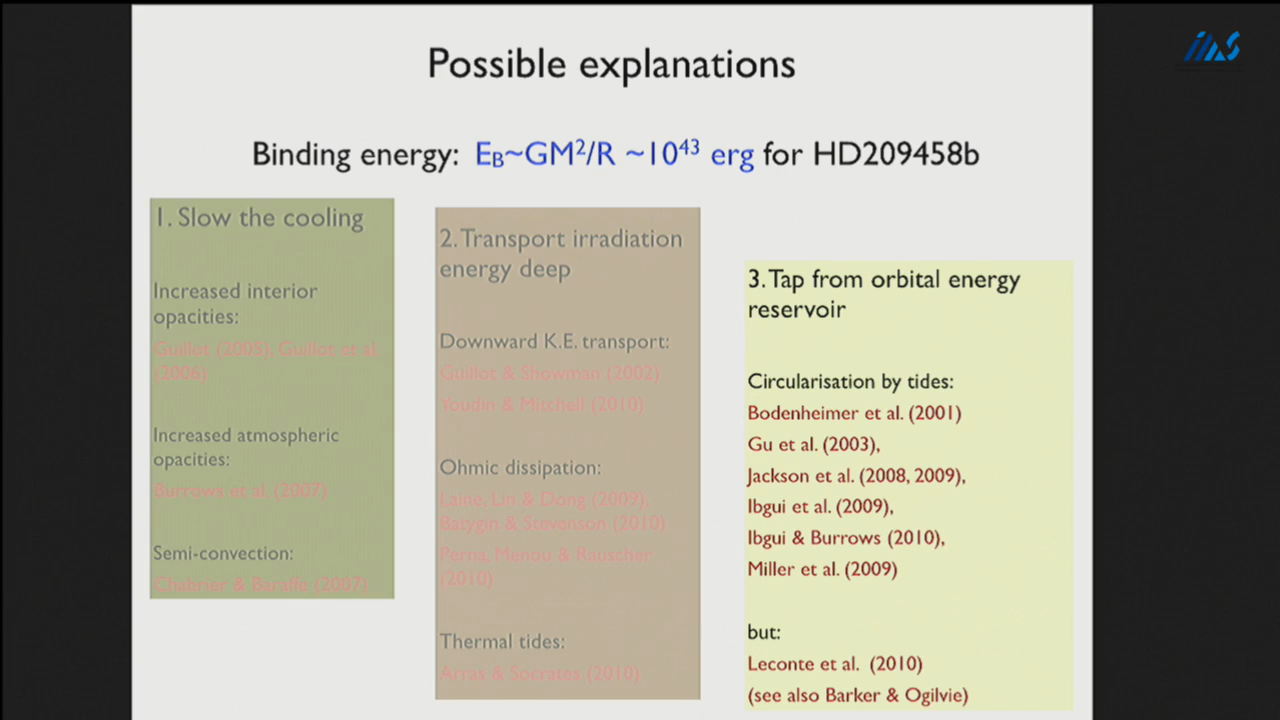 IAS
Possible explanations
Binding energy: E_B~GM²/R ~10⁴³ erg for HD209458b
1. Slow the cooling
Increased interior
opacities:
Guillot (2005), Guillot et al.
(2006)
Increased atmospheric
opacities:
Burrows et al. (2007)
Semi-convection:
Chabrier & Baraffe (2007)
2. Transport irradiation
energy deep
Downward K.E. transport:
Guillot & Showman (2002)
Youdin & Mitchell (2010)
Ohmic dissipation:
Laine, Lin & Dong (2009),
Batygin & Stevenson (2010)
Perna, Menou & Rauscher
(2010)
Thermal tides:
Arras & Socrates (2010)
3. Tap from orbital energy
reservoir
Circularisation by tides:
Bodenheimer et al. (2001)
Gu et al. (2003),
Jackson et al. (2008, 2009),
Ibgui et al. (2009),
Ibgui & Burrows (2010),
Miller et al. (2009)
but:
Leconte et al. (2010)
(see also Barker & Ogilvie)